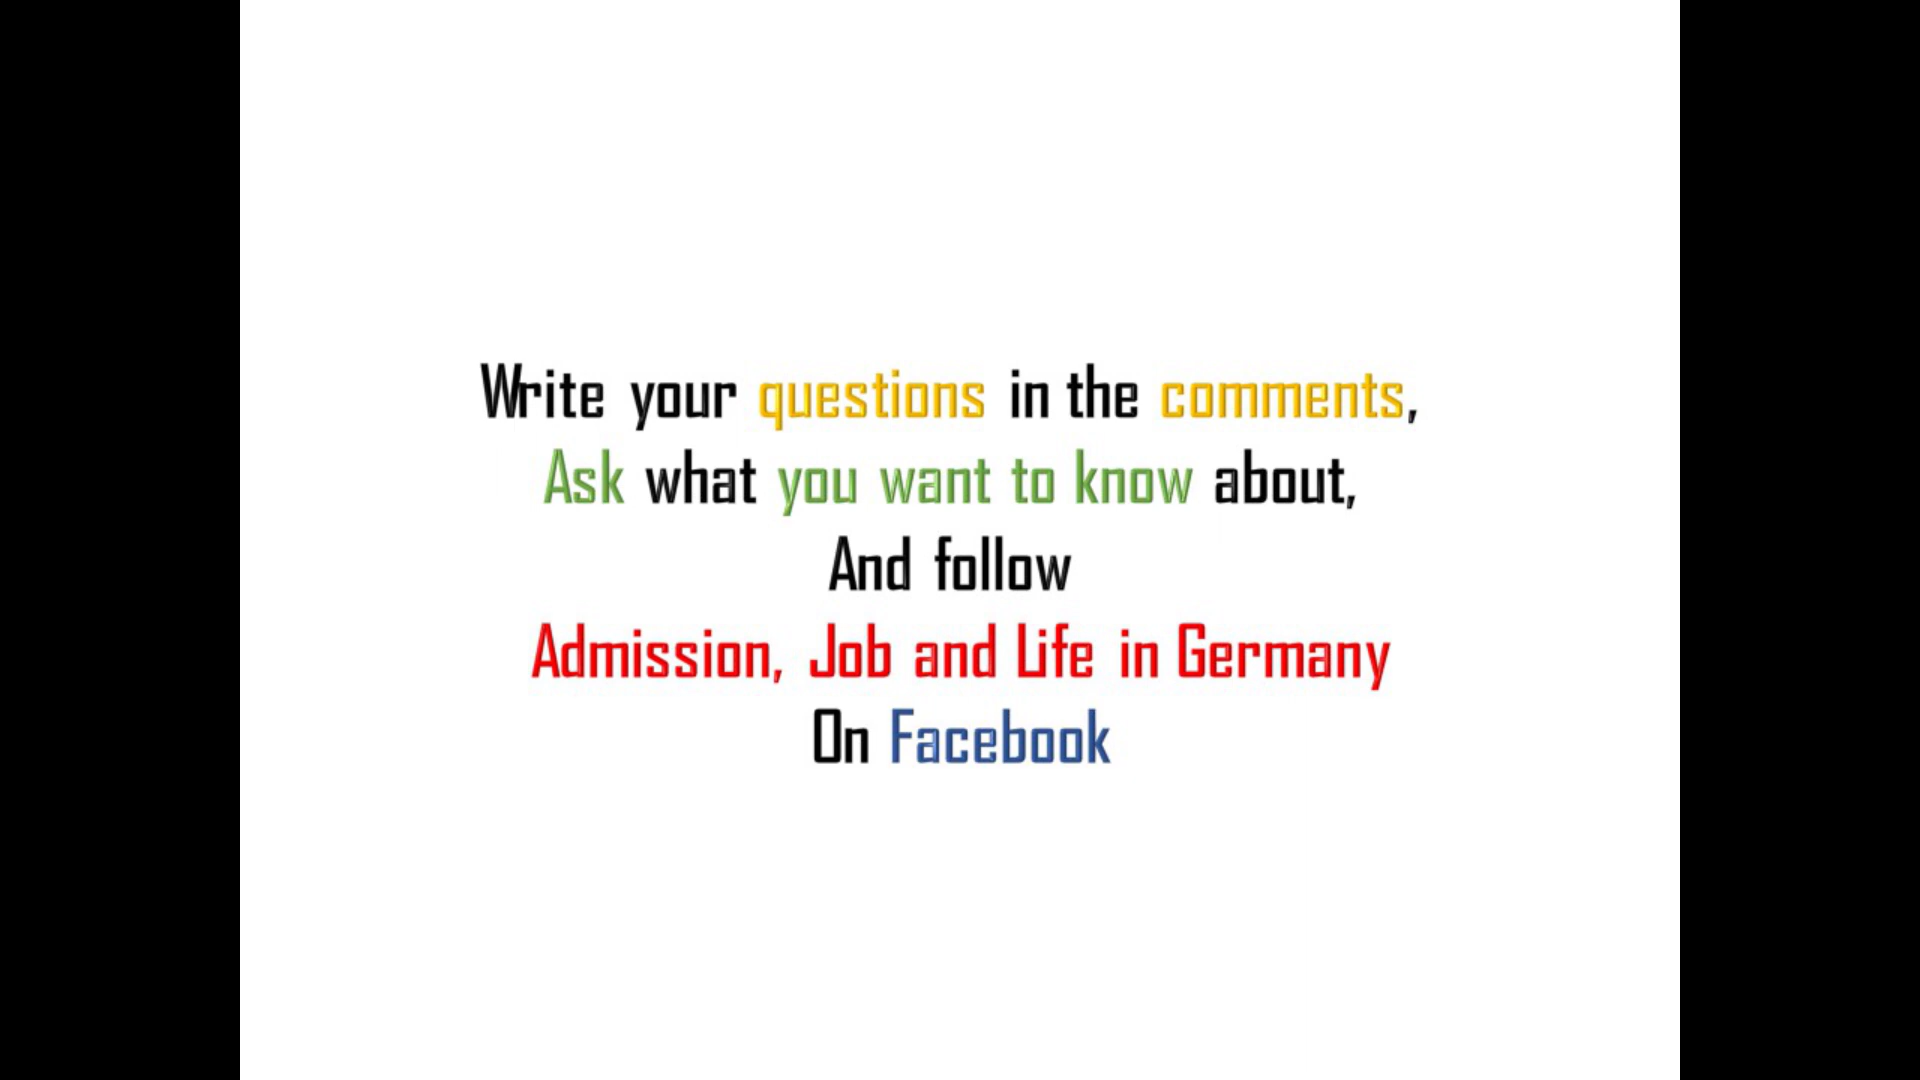 Write your questions in the comments,
Ask what you want to know about,
And follow
Admission, Job and Life in Germany
On Facebook